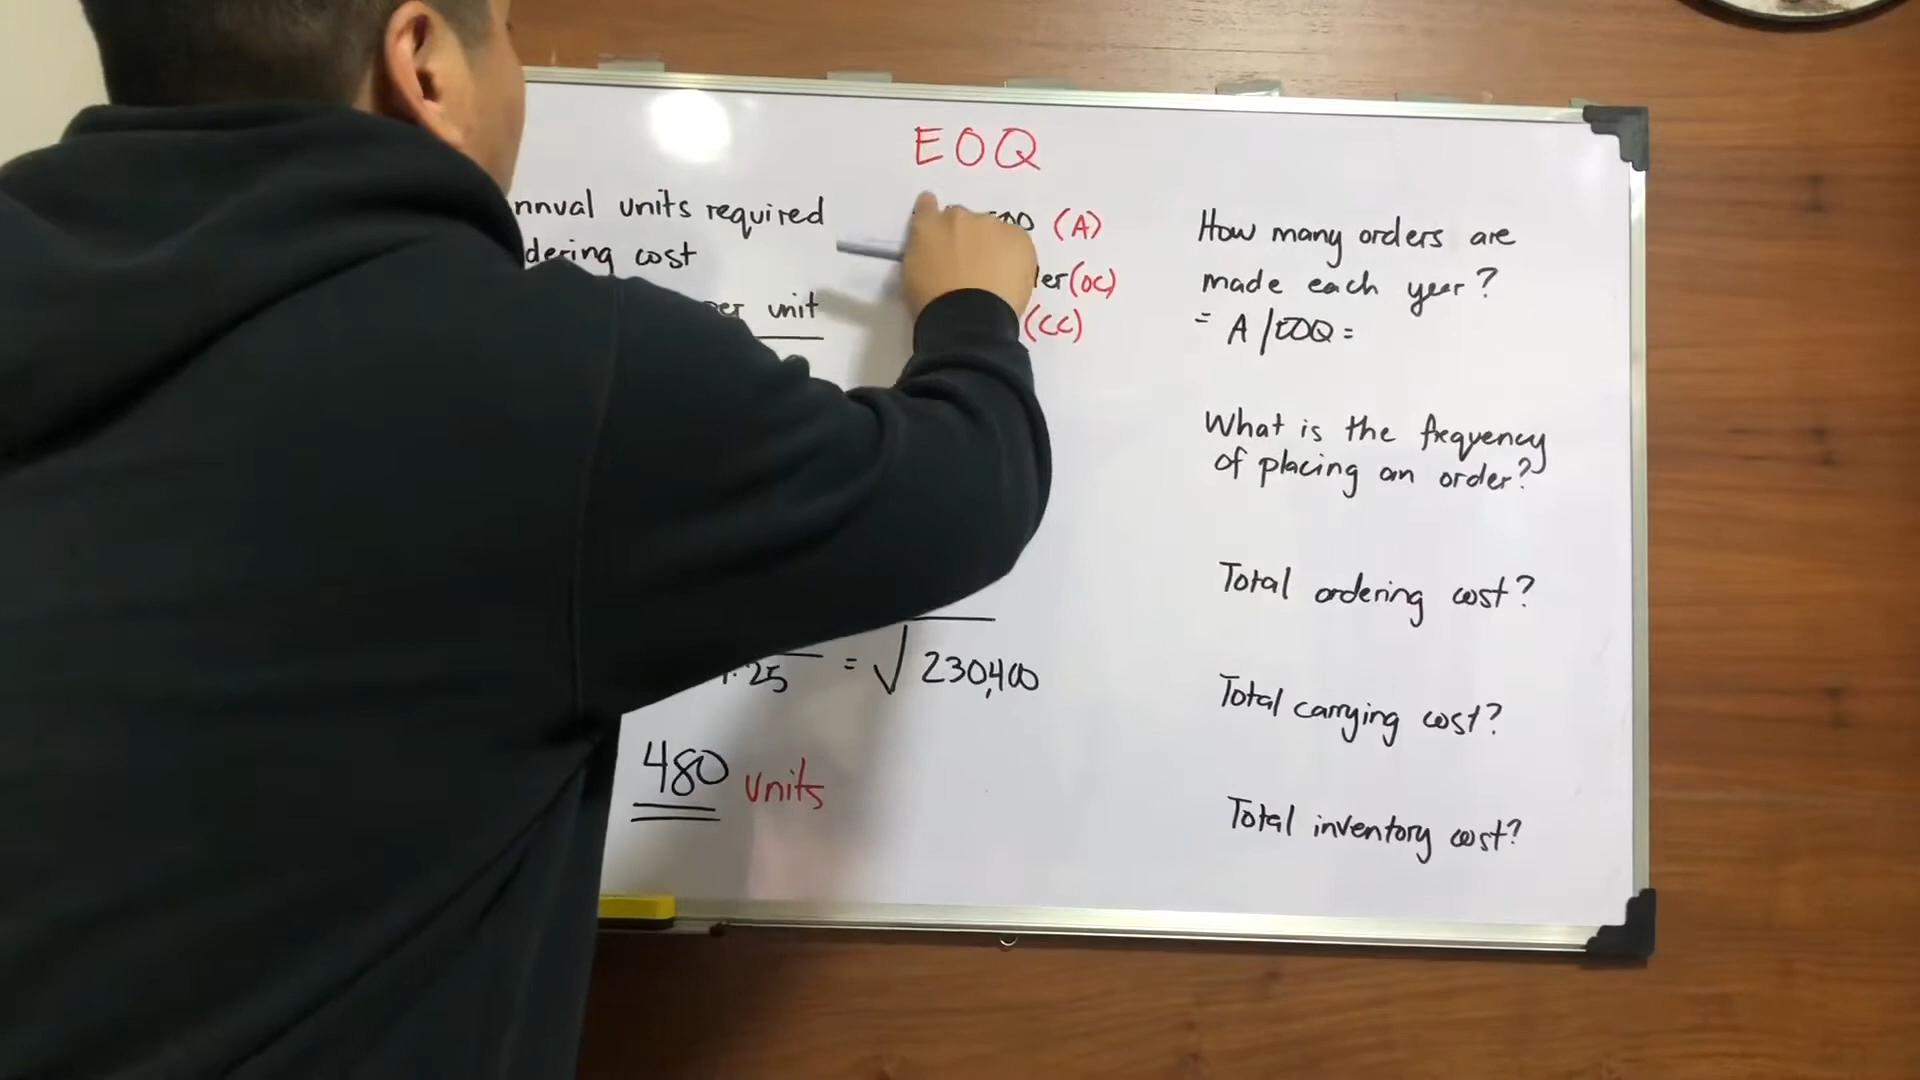 EOQ
nnual units required (A)
dering cost ler (OC)
per unit (CC)
25 = √230,400
480 units
How many orders are
made each year?
= A/EOQ =
What is the frequency
of placing an order?
Total ordering cost?
Total carrying cost?
Total inventory cost?